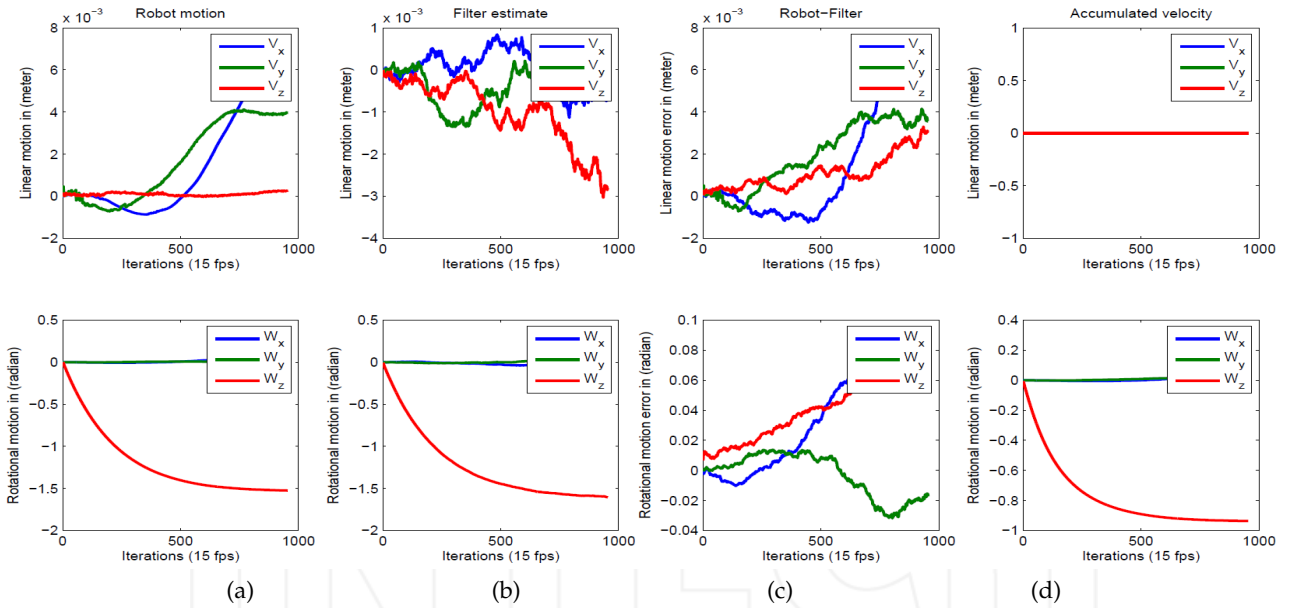 Robot motion
× 10⁻³
8
6
4
2
0
−2
0
500
1000
Linear motion in (meter)
Iterations (15 fps)
V_x
V_y
V_z
Filter estimate
× 10⁻³
1
0
−1
−2
−3
−4
0
500
1000
Linear motion in (meter)
Iterations (15 fps)
V_x
V_y
V_z
Robot−Filter
× 10⁻³
8
6
4
2
0
−2
0
500
1000
Linear motion error in (meter)
Iterations (15 fps)
V_x
V_y
V_z
Accumulated velocity
1
0.5
0
−0.5
−1
0
500
1000
Linear motion in (meter)
Iterations (15 fps)
V_x
V_y
V_z
0.5
0
−0.5
−1
−1.5
−2
0
500
1000
Rotational motion in (radian)
Iterations (15 fps)
W_x
W_y
W_z
0.5
0
−0.5
−1
−1.5
−2
0
500
1000
Rotational motion in (radian)
Iterations (15 fps)
W_x
W_y
W_z
0.1
0.08
0.06
0.04
0.02
0
−0.02
−0.04
0
500
1000
Rotational motion error in (radian)
Iterations (15 fps)
W_x
W_y
W_z
0.4
0.2
0
−0.2
−0.4
−0.6
−0.8
−1
0
500
1000
Rotational motion in (radian)
Iterations (15 fps)
W_x
W_y
W_z
(a)
(b)
(c)
(d)